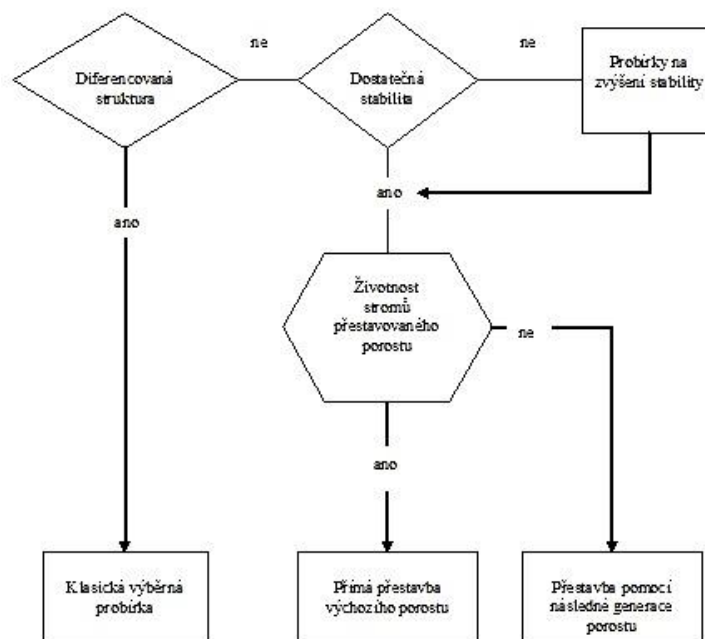 ne
ne
Diferencovaná
struktura
Dostatečná
stabilita
Probírky na
zvýšení stability
ano
ano
Životnost
stromů
přestavovaného
porostu
ne
ano
Klasická výběrná
probírka
Přímá přestavba
výchozího porostu
Přestavba pomocí
následné generace
porostu